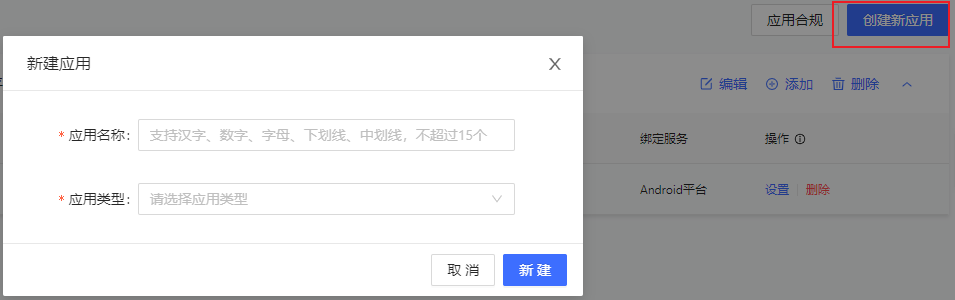 应用合规
创建新应用
新建应用
编辑
添加
删除
* 应用名称:
支持汉字、数字、字母、下划线、中划线，不超过15个
绑定服务
操作
* 应用类型:
请选择应用类型
Android平台
设置
删除
取 消
新 建